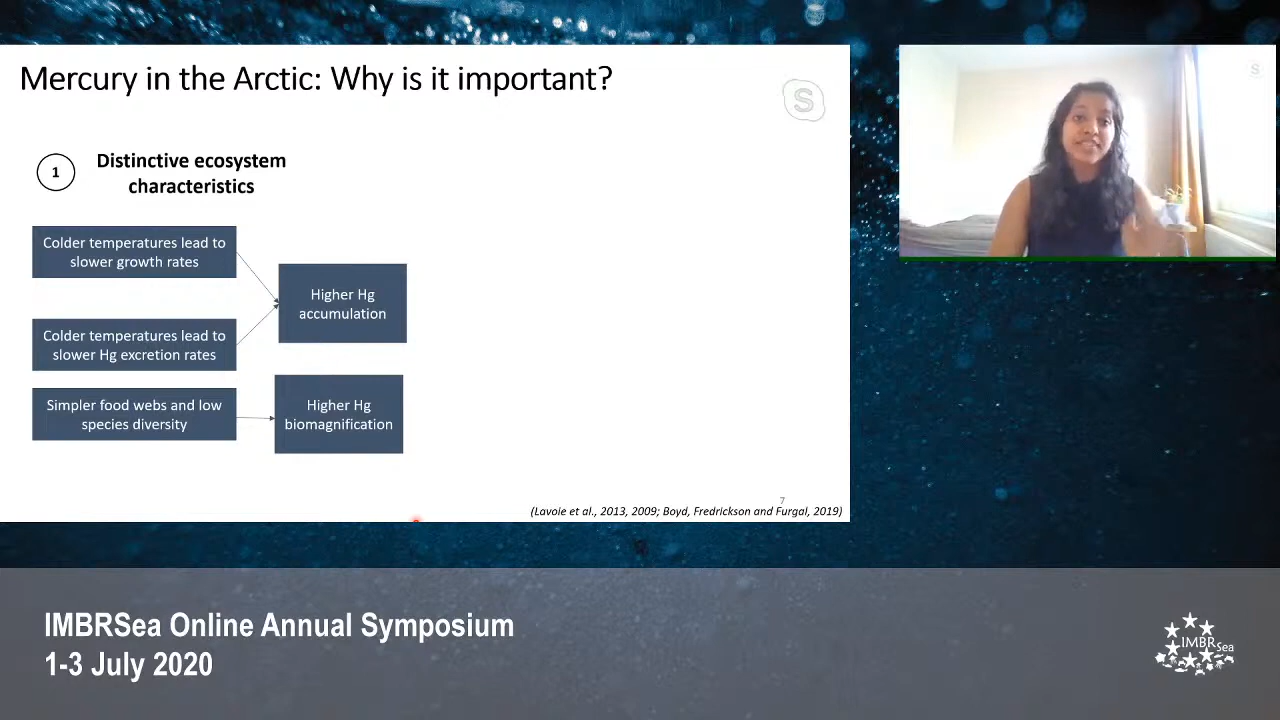 Mercury in the Arctic: Why is it important?
S
S
1
Distinctive ecosystem
characteristics
Colder temperatures lead to
slower growth rates
Higher Hg
accumulation
Colder temperatures lead to
slower Hg excretion rates
Simpler food webs and low
species diversity
Higher Hg
biomagnification
7
(Lavoie et al., 2013, 2009; Boyd, Fredrickson and Furgal, 2019)
IMBRSea Online Annual Symposium
1-3 July 2020
IMBRSea